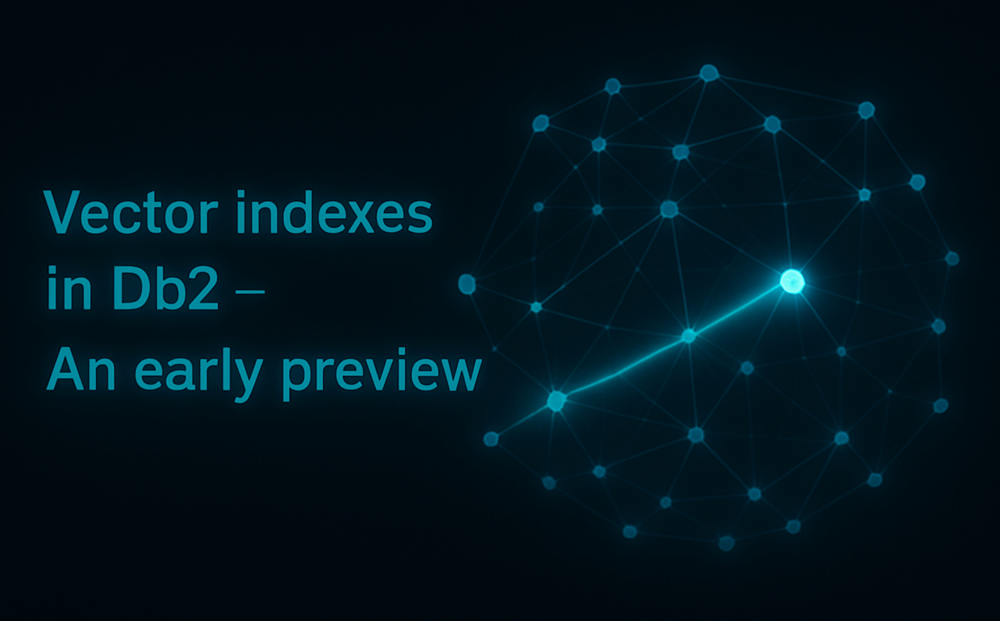 Vector indexes
in Db2 –
An early preview